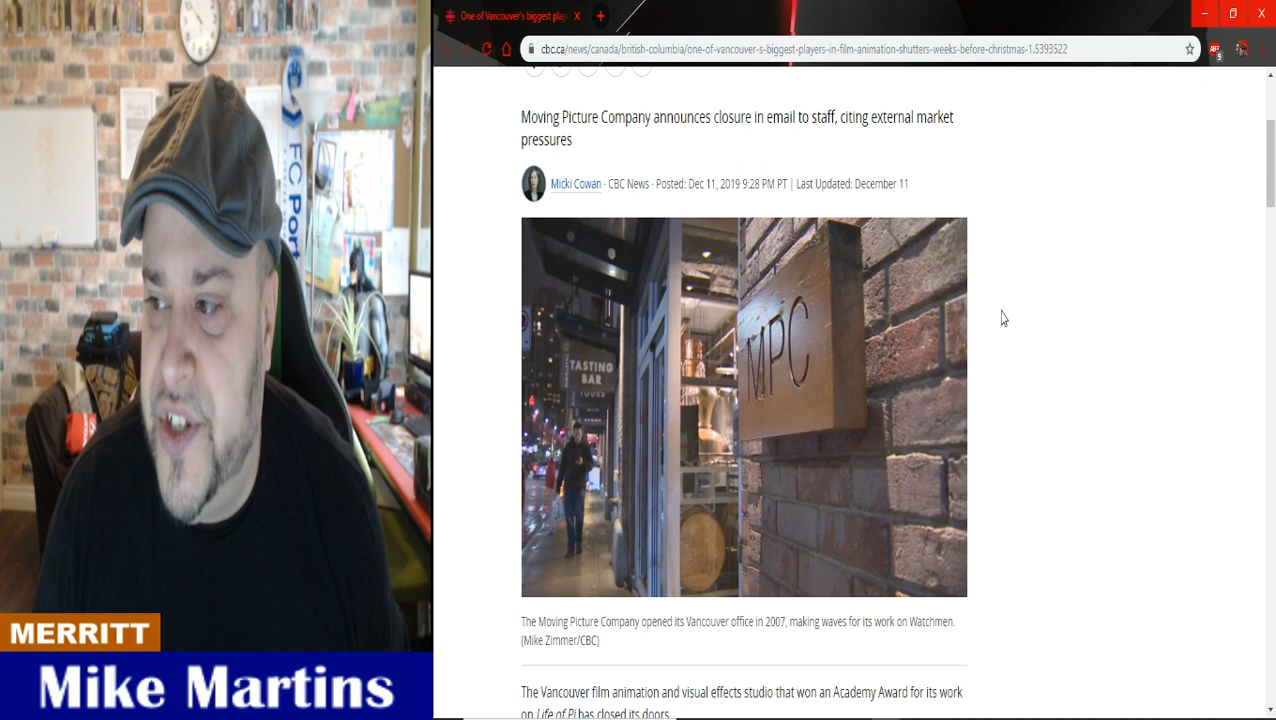 One of Vancouver's biggest play
cbc.ca/news/canada/british-columbia/one-of-vancouver-s-biggest-players-in-film-animation-shutters-weeks-before-christmas-1.5393522
Moving Picture Company announces closure in email to staff, citing external market
pressures
Micki Cowan · CBC News · Posted: Dec 11, 2019 9:28 PM PT | Last Updated: December 11
TASTING
BAR
TOURS
MPC
The Moving Picture Company opened its Vancouver office in 2007, making waves for its work on Watchmen.
(Mike Zimmer/CBC)
The Vancouver film animation and visual effects studio that won an Academy Award for its work
on Life of Pi has closed its doors.
FC Port
MERRITT
Mike Martins